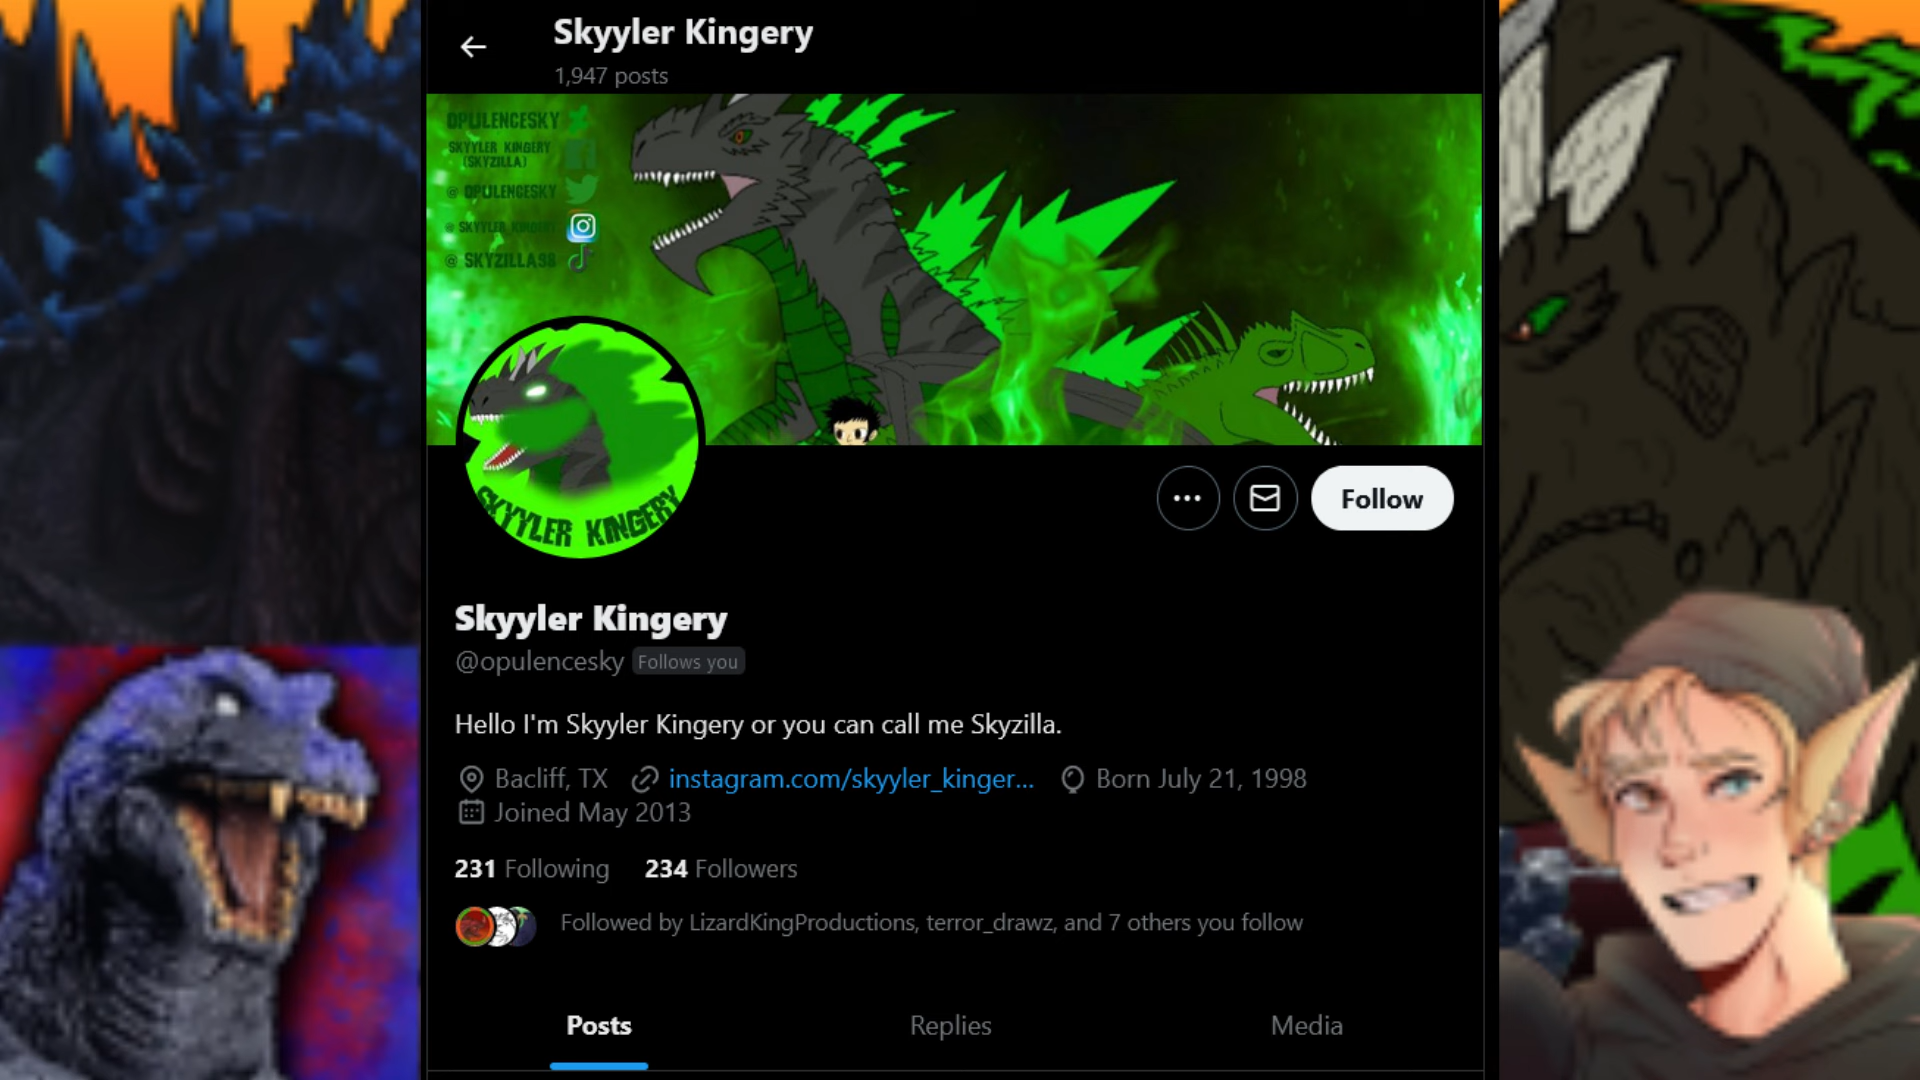 Skyyler Kingery
1,947 posts
OPULENCESKY
SKYYLER KINGERY
(SKYZILLA)
@ OPULENCESKY
@ SKYYLER_KINGERY
@ SKYZILLA98
SKYYLER KINGERY
Follow
Skyyler Kingery
@opulencesky Follows you
Hello I'm Skyyler Kingery or you can call me Skyzilla.
Bacliff, TX instagram.com/skyyler_kinger... Born July 21, 1998
Joined May 2013
231 Following 234 Followers
Followed by LizardKingProductions, terror_drawz, and 7 others you follow
Posts Replies Media